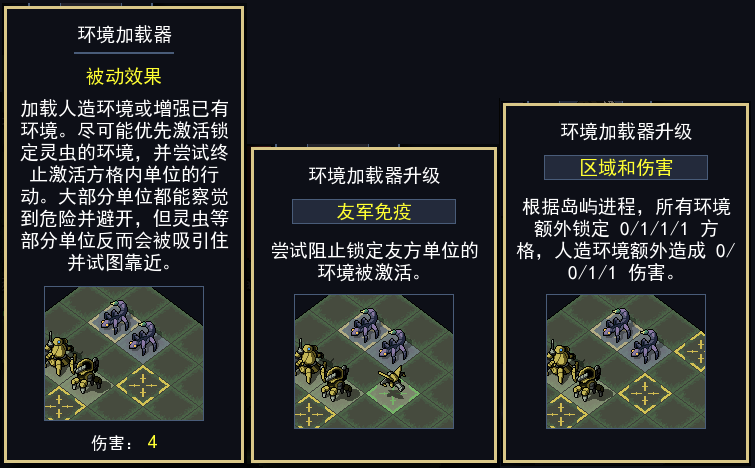 环境加载器
被动效果
加载人造环境或增强已有
环境。尽可能优先激活锁
定灵虫的环境，并尝试终
止激活方格内单位的行
动。大部分单位都能察觉
到危险并避开，但灵虫等
部分单位反而会被吸引住
并试图靠近。
伤害： 4
环境加载器升级
友军免疫
尝试阻止锁定友方单位的
环境被激活。
环境加载器升级
区域和伤害
根据岛屿进程，所有环境
额外锁定 0/1/1/1 方
格，人造环境额外造成 0/
0/1/1 伤害。